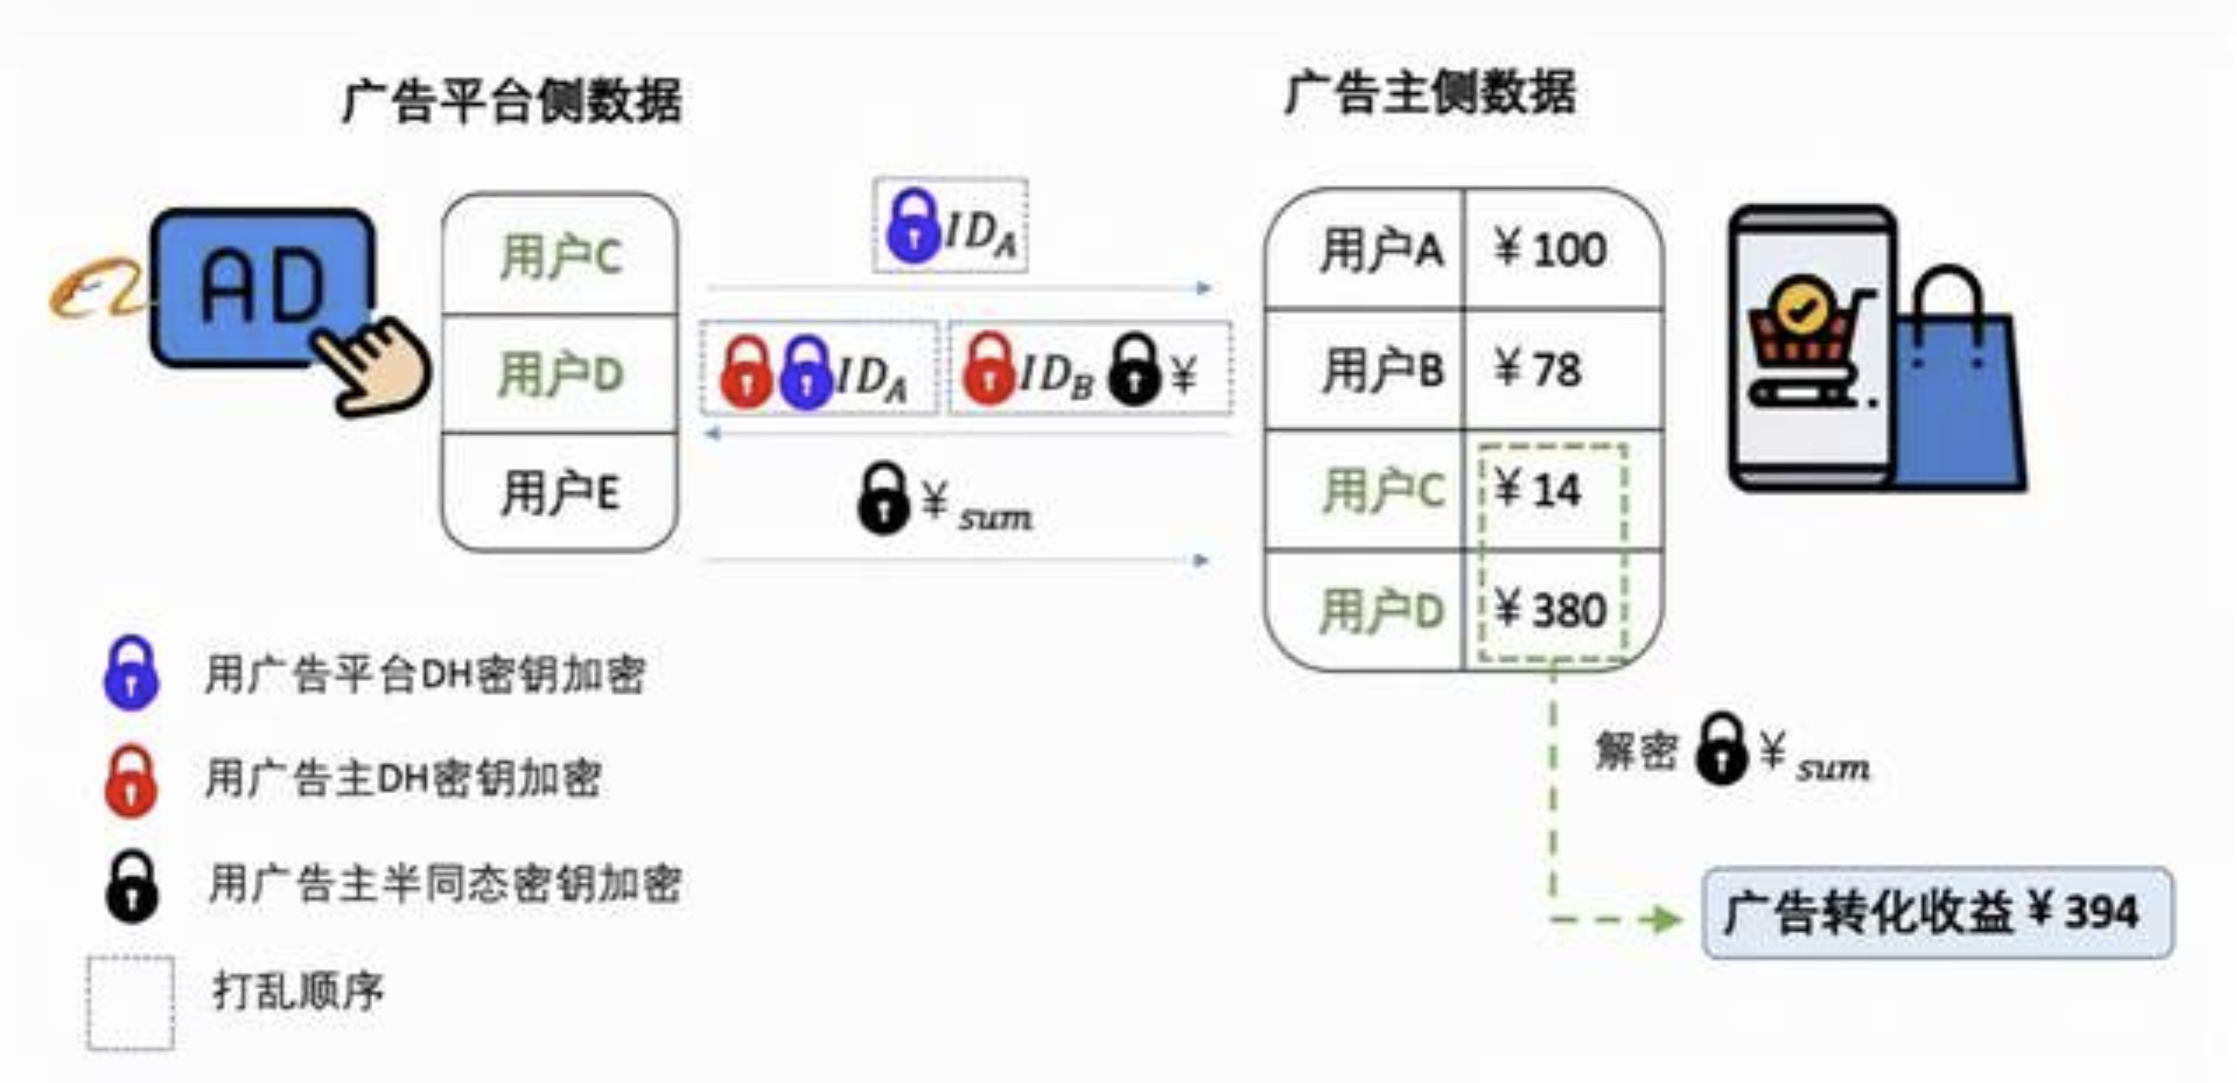 广告平台侧数据
广告主侧数据
AD
用户C
用户D
用户E
ID_A
ID_A
ID_B ¥
¥ sum
用户A ¥ 100
用户B ¥ 78
用户C ¥ 14
用户D ¥ 380
用广告平台DH密钥加密
用广告主DH密钥加密
用广告主半同态密钥加密
打乱顺序
解密 ¥ sum
广告转化收益 ¥ 394